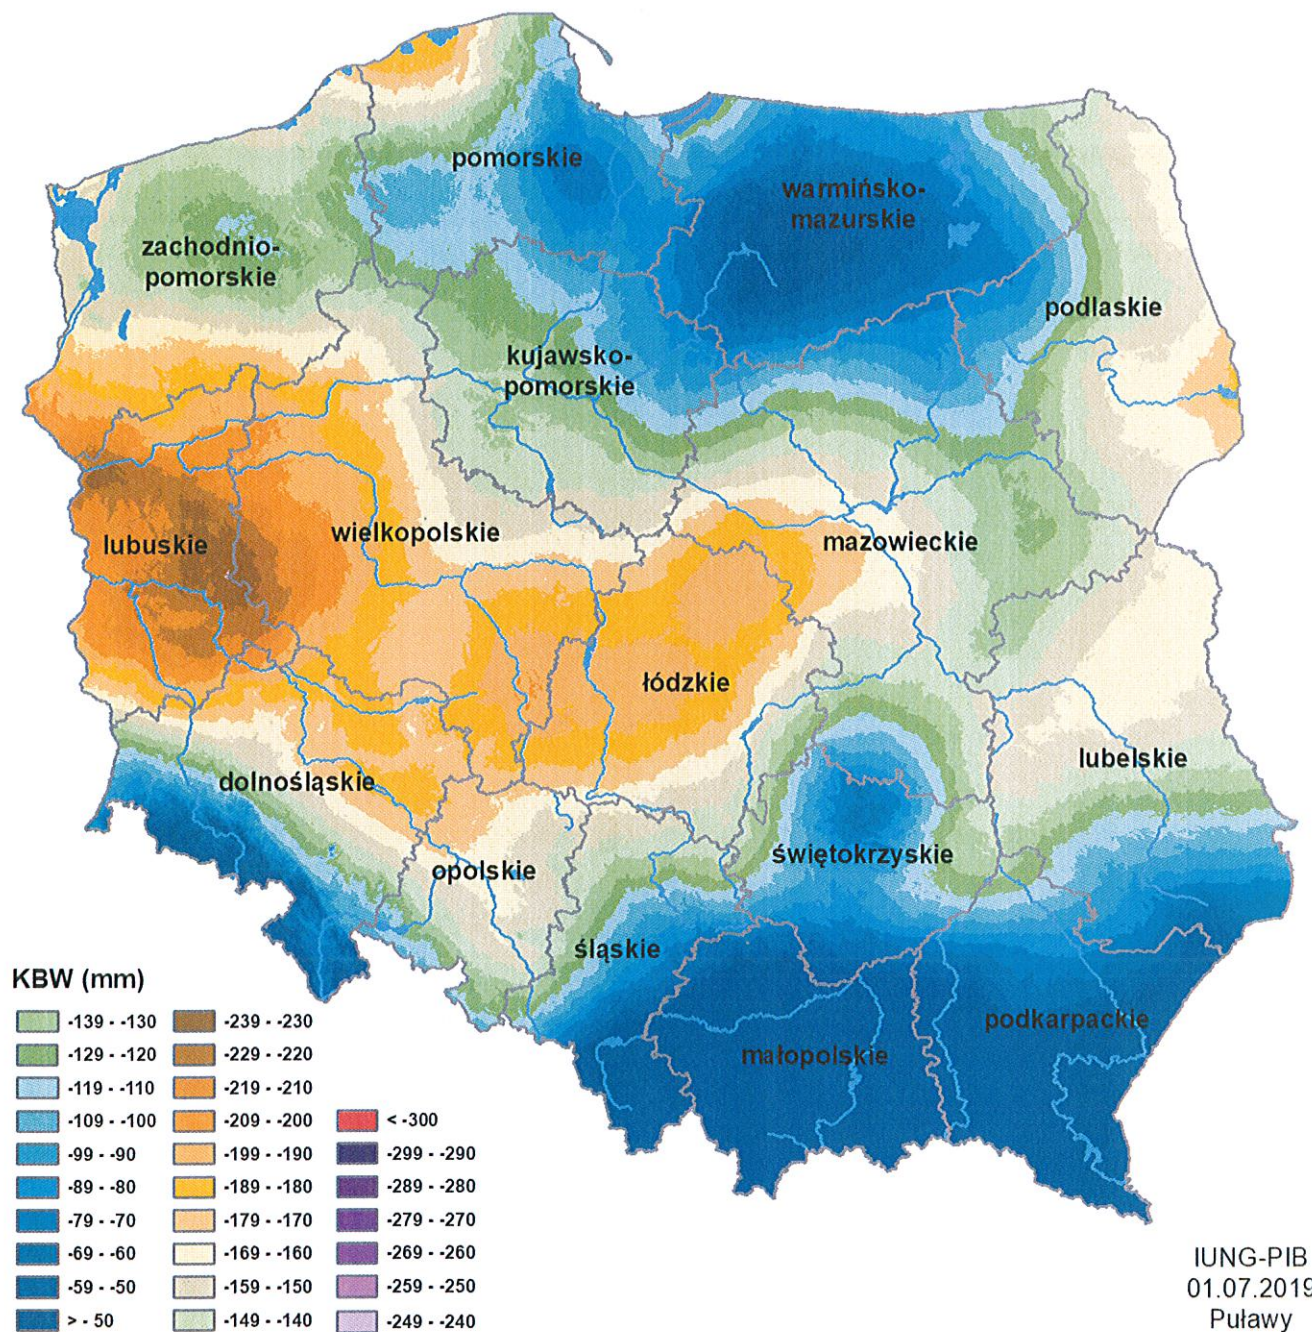 pomorskie
warmińsko-
mazurskie
zachodnio-
pomorskie
podlaskie
kujawsko-
pomorskie
lubuskie
wielkopolskie
mazowieckie
łódzkie
dolnośląskie
lubelskie
opolskie
świętokrzyskie
śląskie
podkarpackie
małopolskie
KBW (mm)
-139 - -130
-129 - -120
-119 - -110
-109 - -100
-99 - -90
-89 - -80
-79 - -70
-69 - -60
-59 - -50
> - 50
-239 - -230
-229 - -220
-219 - -210
-209 - -200
-199 - -190
-189 - -180
-179 - -170
-169 - -160
-159 - -150
-149 - -140
< -300
-299 - -290
-289 - -280
-279 - -270
-269 - -260
-259 - -250
-249 - -240
IUNG-PIB
01.07.2019
Puławy